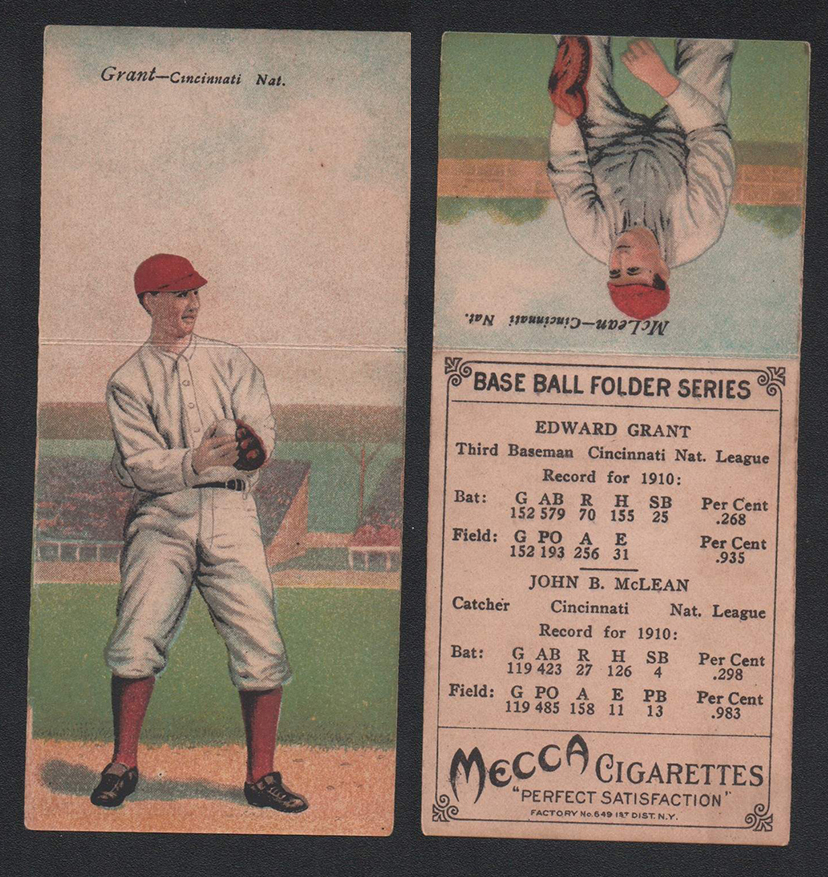 Grant—Cincinnati Nat.
McLean—Cincinnati Nat.
BASE BALL FOLDER SERIES
EDWARD GRANT
Third Baseman Cincinnati Nat. League
Record for 1910:
Bat: G AB R H SB Per Cent
152 579 70 155 25 .268
Field: G PO A E Per Cent
152 193 256 31 .935
JOHN B. McLEAN
Catcher Cincinnati Nat. League
Record for 1910:
Bat: G AB R H SB Per Cent
119 423 27 126 4 .298
Field: G PO A E PB Per Cent
119 485 158 11 13 .983
MECCA CIGARETTES
"PERFECT SATISFACTION"
FACTORY No. 649 1ST DIST. N.Y.